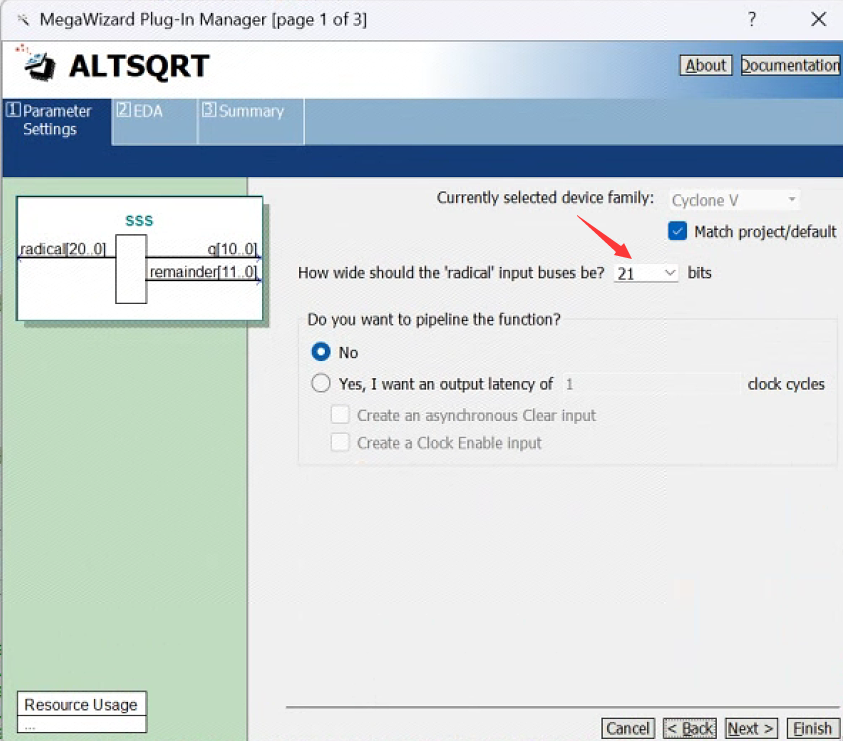 MegaWizard Plug-In Manager [page 1 of 3]
?
ALTSQRT
About
Documentation
1 Parameter Settings
2 EDA
3 Summary
Currently selected device family:
Cyclone V
Match project/default
sss
radical[20..0]
q[10..0]
remainder[11..0]
How wide should the 'radical' input buses be?
21
bits
Do you want to pipeline the function?
No
Yes, I want an output latency of
1
clock cycles
Create an asynchronous Clear input
Create a Clock Enable input
Resource Usage
...
Cancel
< Back
Next >
Finish